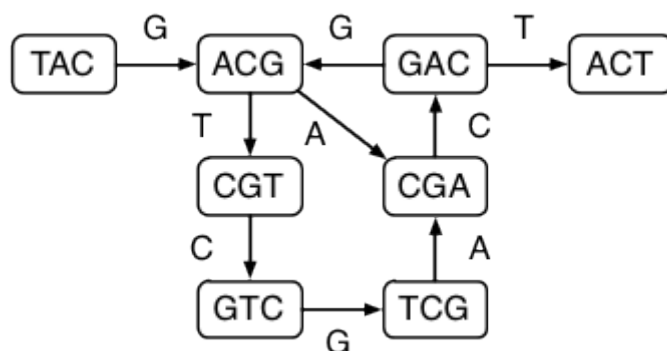 G G T
TAC ACG GAC ACT
T A C
CGT CGA
C A
GTC TCG
G